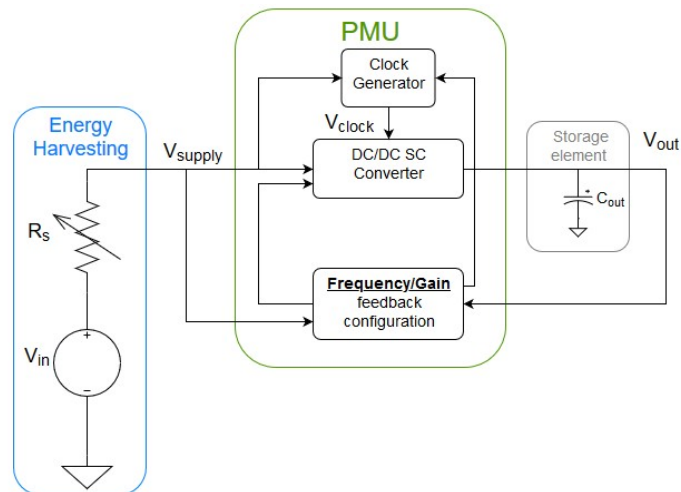 PMU
Clock
Generator
Energy
Harvesting
Vclock
Vsupply
DC/DC SC
Converter
Storage
element
Vout
Cout
+
Rs
Frequency/Gain
feedback
configuration
Vin
+
−